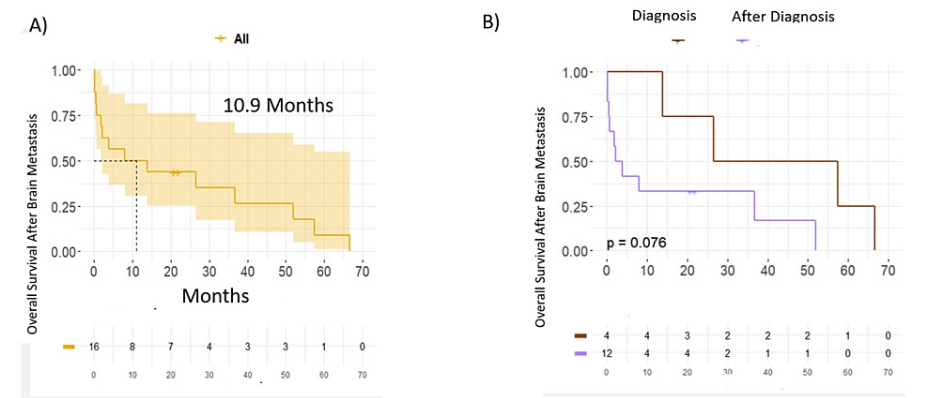 A)
All
Overall Survival After Brain Metastasis
1.00
0.75
0.50
0.25
0.00
10.9 Months
0 10 20 30 40 50 60 70
Months
16 8 7 4 3 3 1 0
0 10 20 30 40 50 60 70
B)
Diagnosis After Diagnosis
Overall Survival After Brain Metastasis
1.00
0.75
0.50
0.25
0.00
p = 0.076
0 10 20 30 40 50 60 70
4 4 3 2 2 2 1 0
12 4 4 2 1 1 0 0
0 10 20 30 40 50 60 70